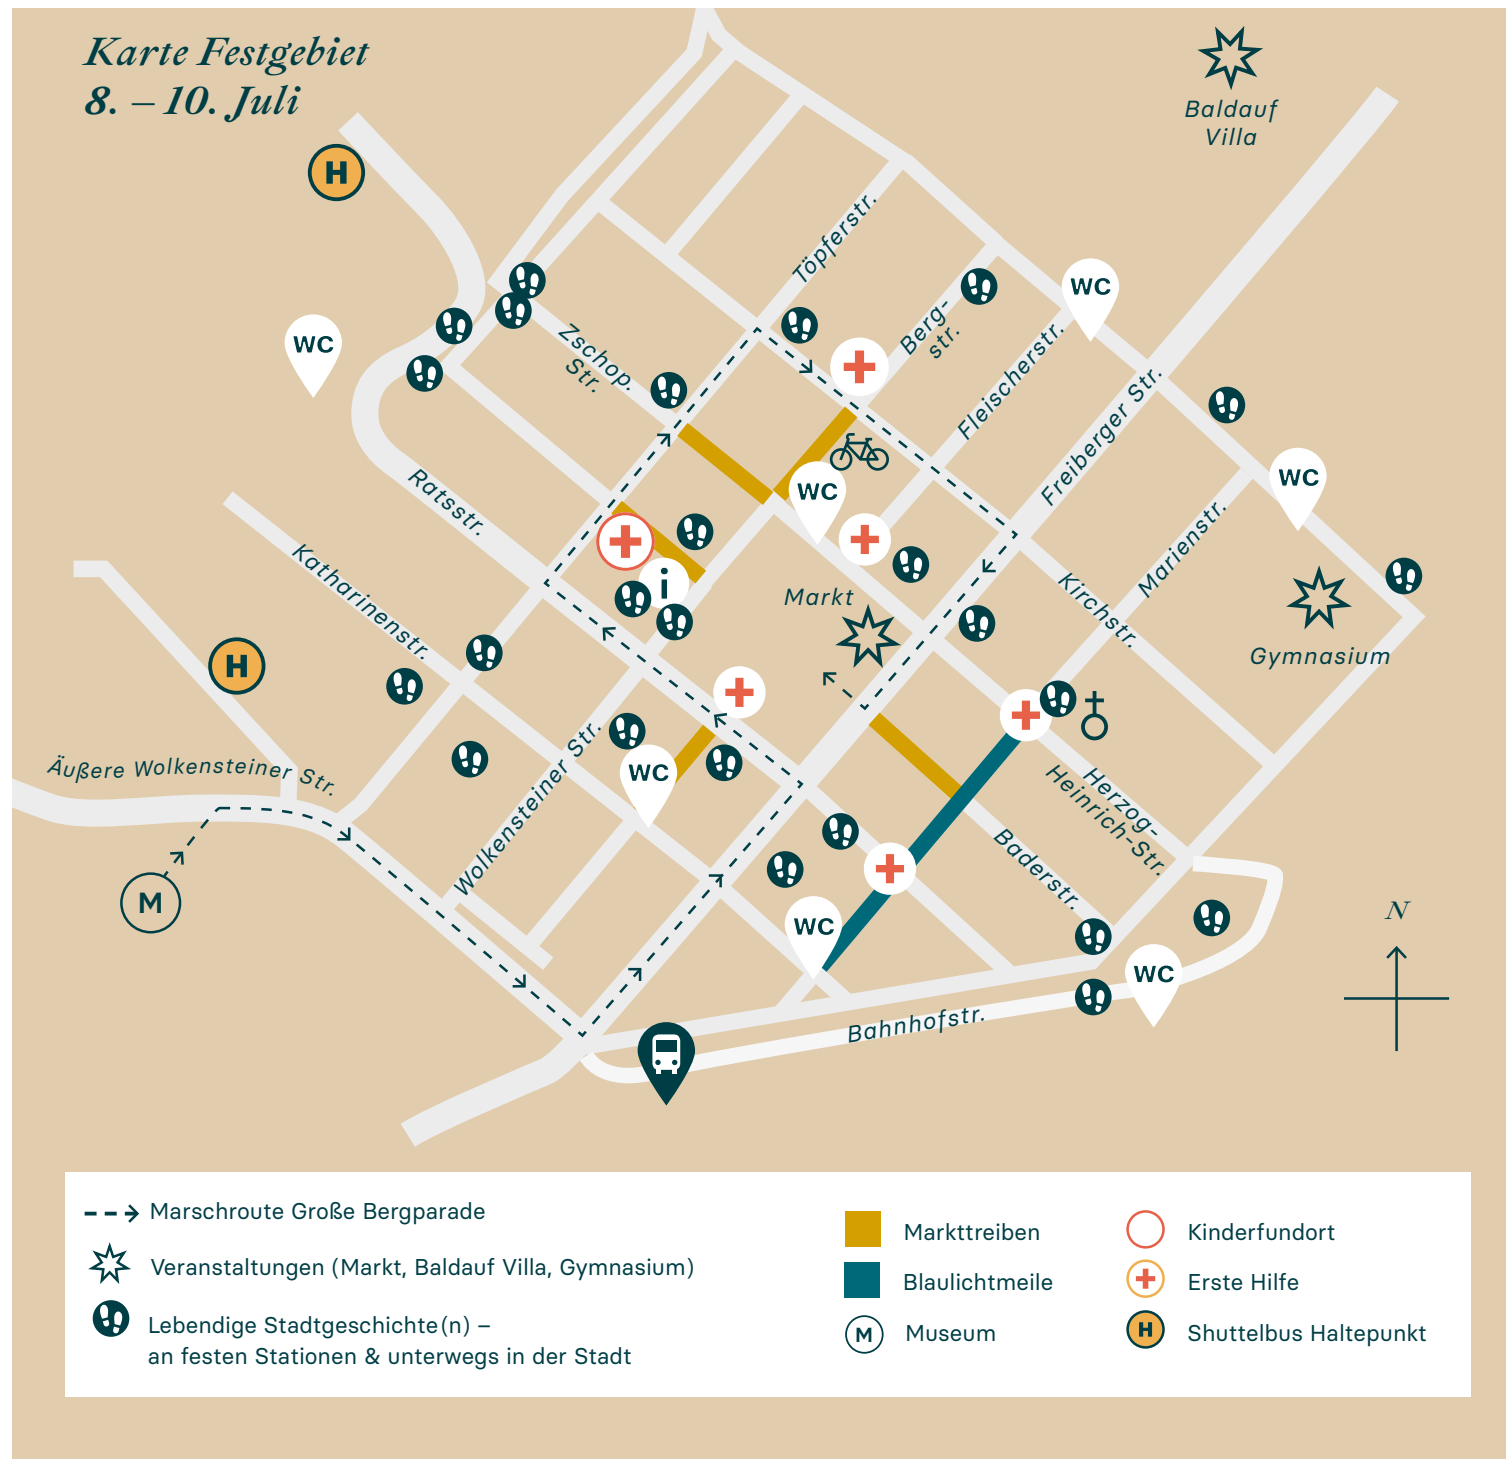 Karte Festgebiet
8. – 10. Juli
Baldauf
Villa
H
Töpferstr.
WC
Berg-
str.
WC
Zschop.
Str.
Fleischerstr.
Freiberger Str.
WC
WC
Ratsstr.
Marienstr.
i
Markt
Kirchstr.
Katharinenstr.
Gymnasium
H
Äußere Wolkensteiner Str.
WC
Wolkensteiner Str.
Herzog-
Heinrich-Str.
Baderstr.
M
WC
N
WC
Bahnhofstr.
Marschroute Große Bergparade
Veranstaltungen (Markt, Baldauf Villa, Gymnasium)
Lebendige Stadtgeschichte(n) –
an festen Stationen & unterwegs in der Stadt
Markttreiben
Blaulichtmeile
M Museum
Kinderfundort
Erste Hilfe
H Shuttelbus Haltepunkt